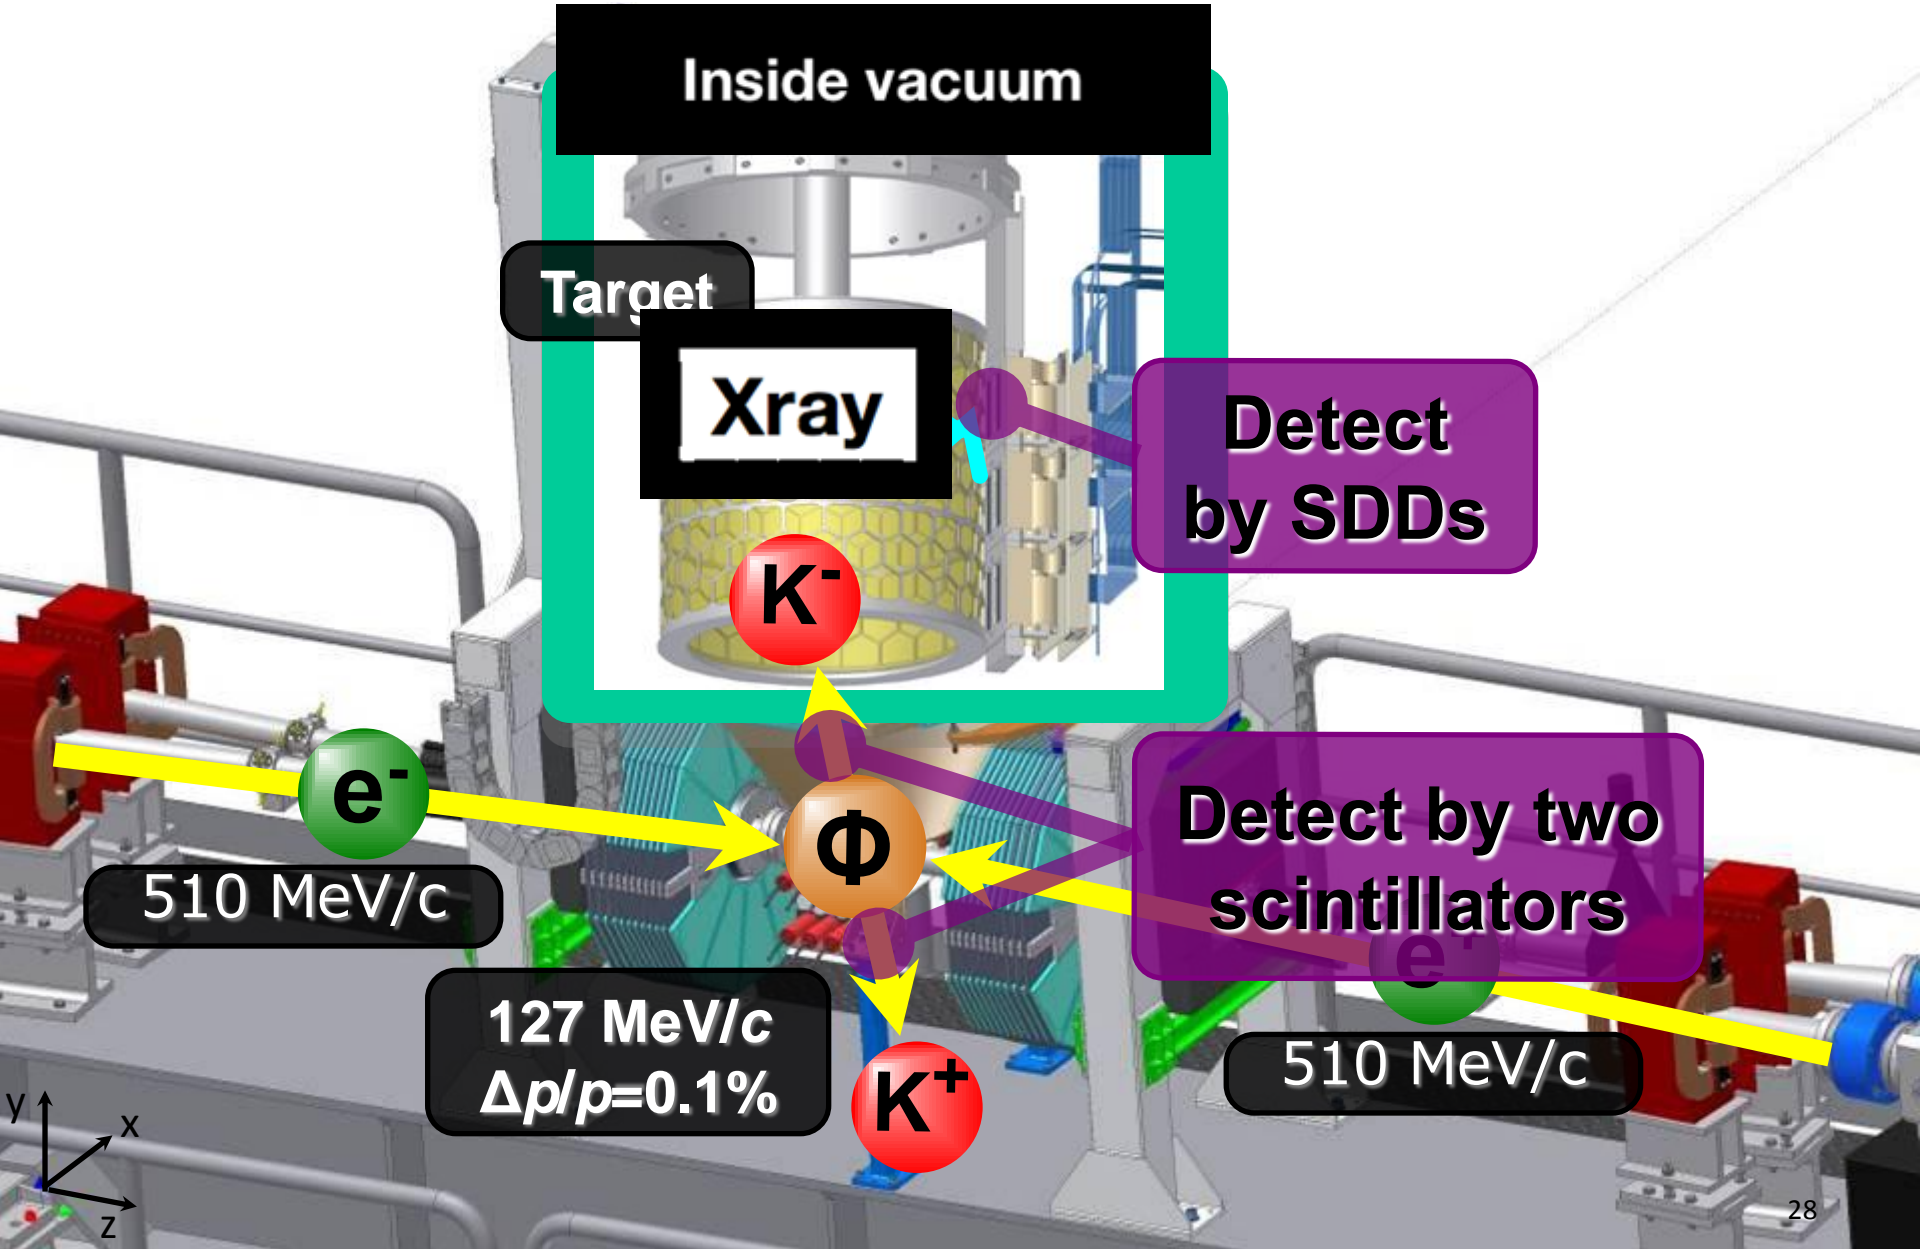 Inside vacuum
Target
Xray
Detect
by SDDs
K-
e-
Φ
Detect by two
scintillators
e+
510 MeV/c
127 MeV/c
Δp/p=0.1%
K+
510 MeV/c
y
x
z
28